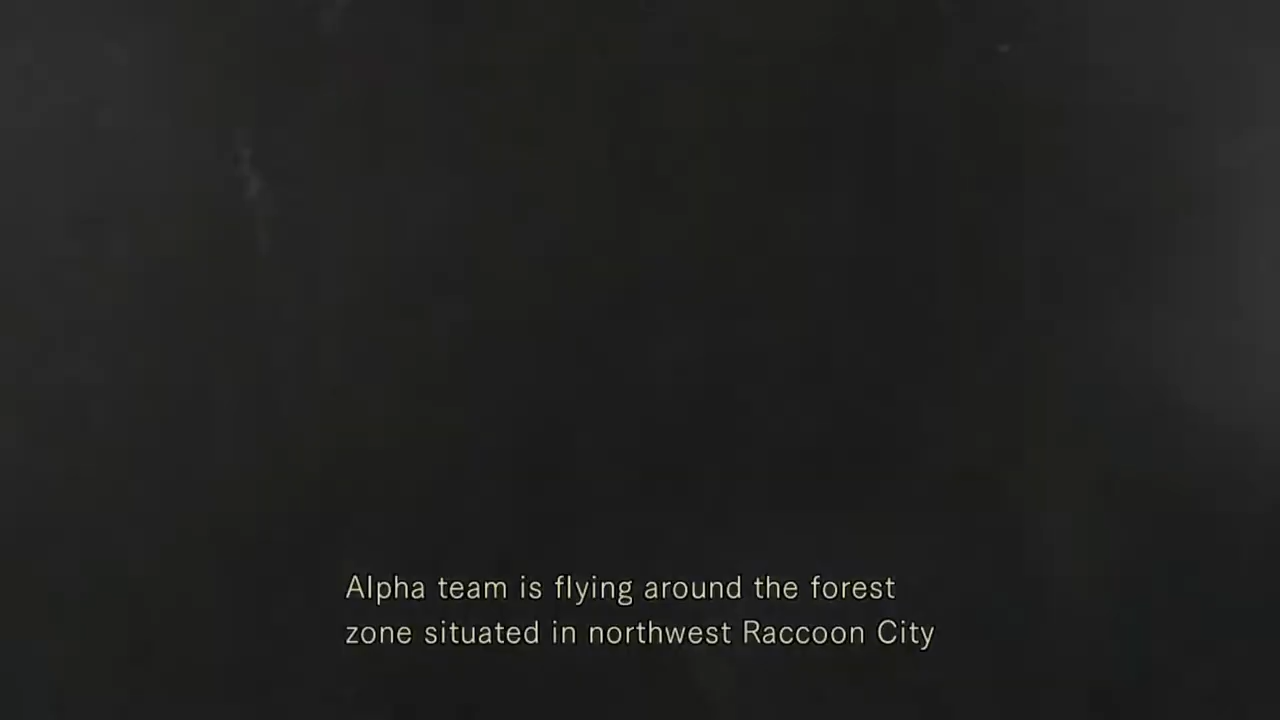 Alpha team is flying around the forest
zone situated in northwest Raccoon City